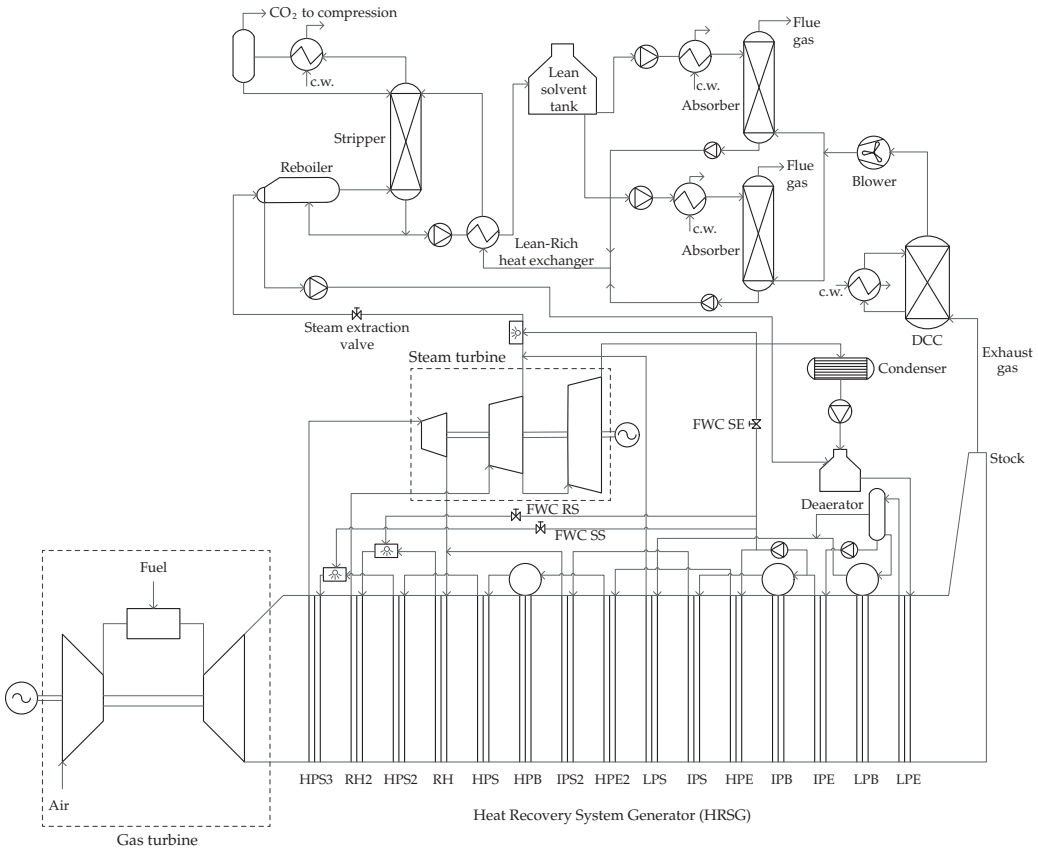 CO₂ to compression
c.w.
Stripper
Reboiler
Lean
solvent
tank
c.w.
Absorber
Flue
gas
Blower
Flue
gas
c.w.
Absorber
Lean-Rich
heat exchanger
c.w.
DCC
Exhaust
gas
Steam extraction
valve
Steam turbine
Condenser
FWC SE
Stock
Deaerator
FWC RS
FWC SS
Fuel
Air
Gas turbine
HPS3 RH2 HPS2 RH HPS HPB IPS2 HPE2 LPS IPS HPE IPB IPE LPB LPE
Heat Recovery System Generator (HRSG)